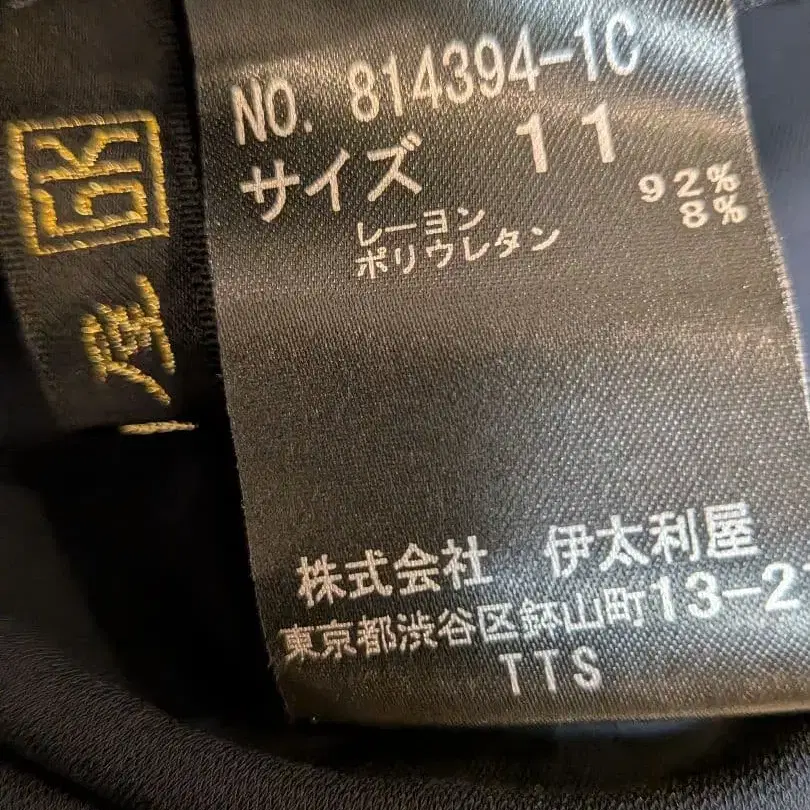 GK
屋
NO. 814394-1C
サイズ 11
レーヨン 92%
ポリウレタン 8%
株式会社 伊太利屋
東京都渋谷区鉢山町13-2
TTS